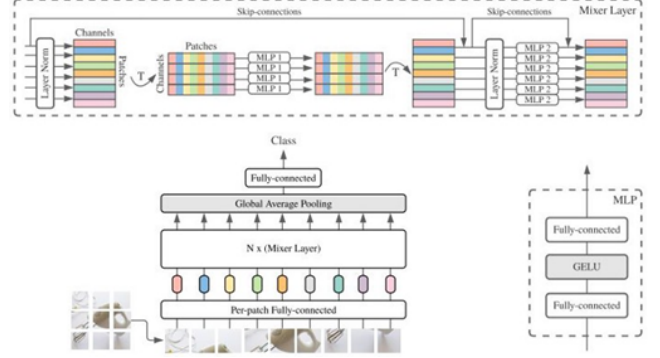 Skip-connections
Skip-connections
Mixer Layer
Channels
Layer Norm
Patches
T
Patches
Channels
MLP 1
MLP 1
MLP 1
MLP 1
T
Layer Norm
MLP 2
MLP 2
MLP 2
MLP 2
MLP 2
MLP 2
Class
Fully-connected
Global Average Pooling
N x (Mixer Layer)
Per-patch Fully-connected
MLP
Fully-connected
GELU
Fully-connected